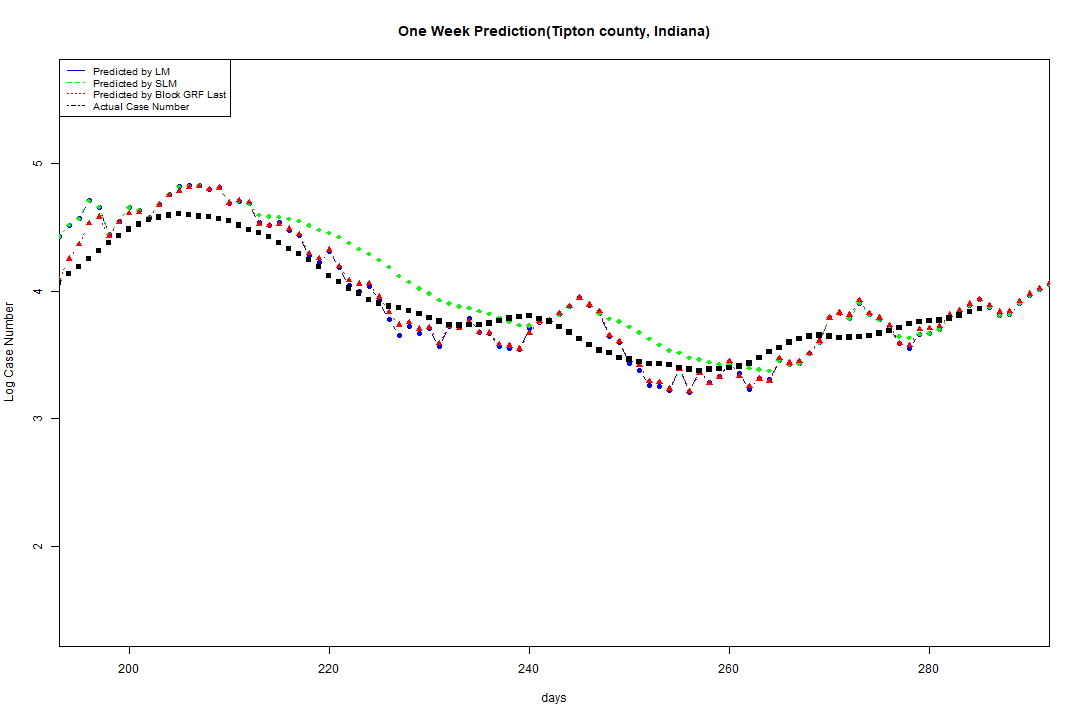 One Week Prediction(Tipton county, Indiana)
Predicted by LM
Predicted by SLM
Predicted by Block GRF Last
Actual Case Number
5
4
3
2
Log Case Number
200 220 240 260 280
days